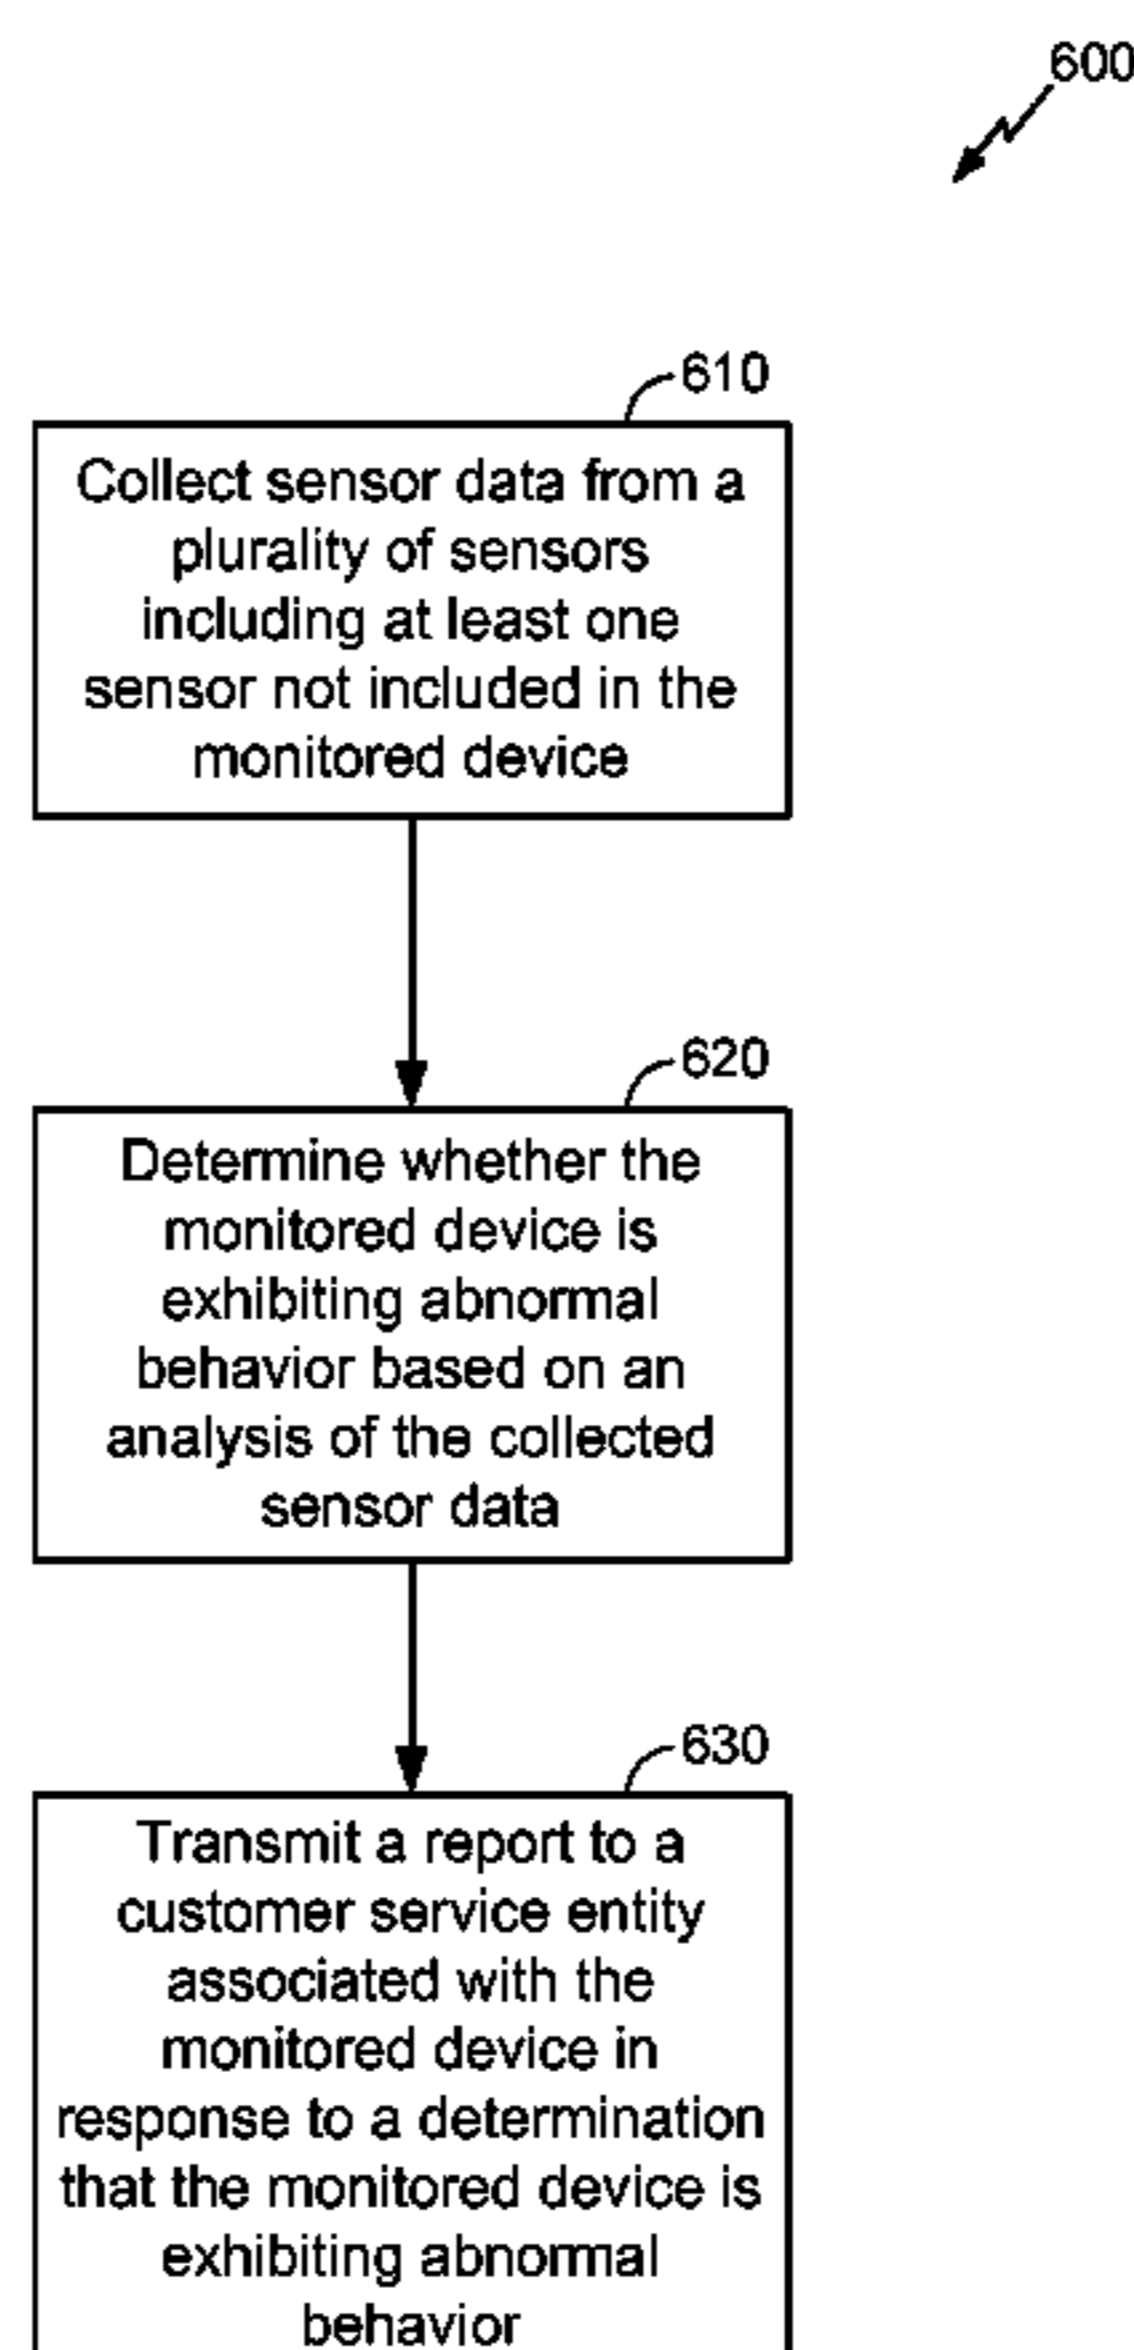 600
610
Collect sensor data from a
plurality of sensors
including at least one
sensor not included in the
monitored device
620
Determine whether the
monitored device is
exhibiting abnormal
behavior based on an
analysis of the collected
sensor data
630
Transmit a report to a
customer service entity
associated with the
monitored device in
response to a determination
that the monitored device is
exhibiting abnormal
behavior